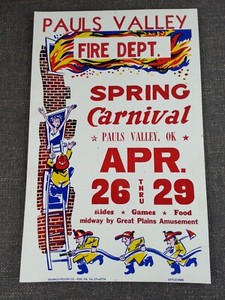 PAULS VALLEY
FIRE DEPT.
SPRING
Carnival
★ PAULS VALLEY, OK ★
APR.
26 THRU 29
Rides ★ Games ★ Food
midway by Great Plains Amusement